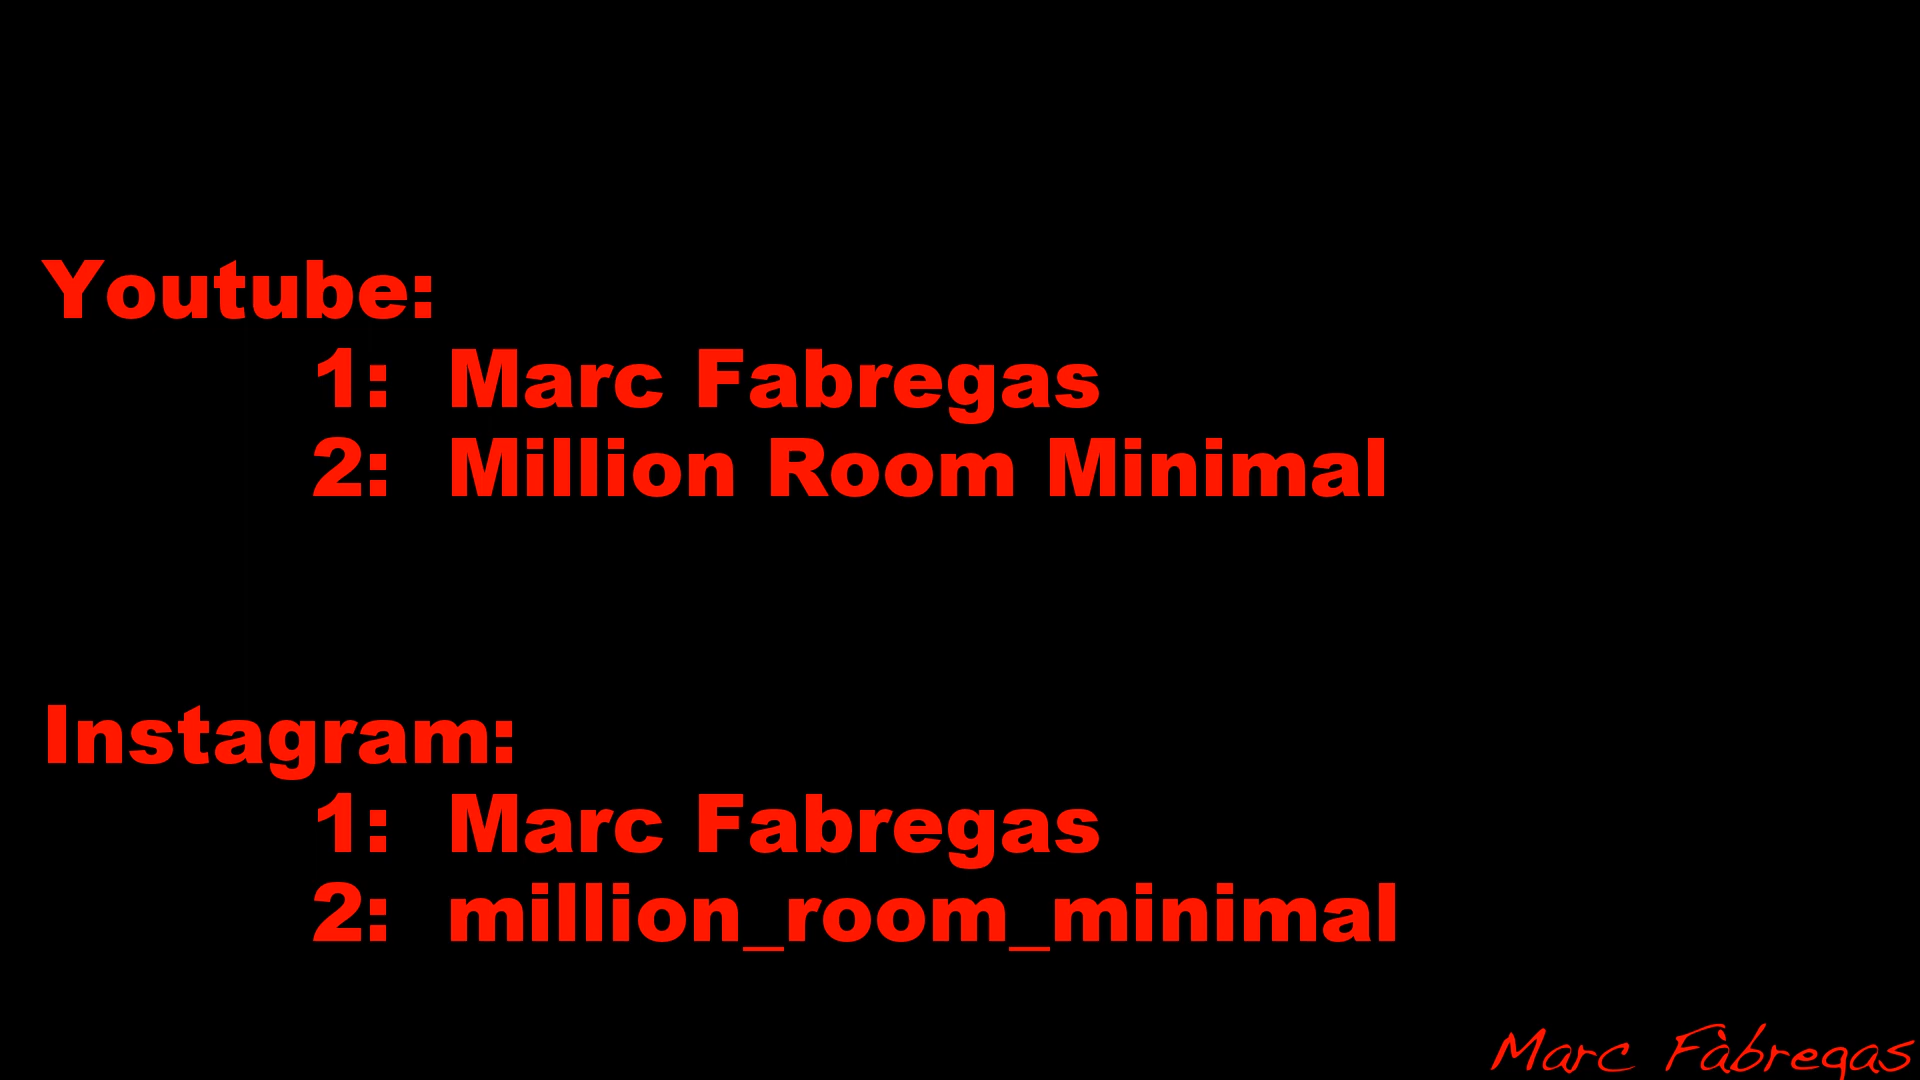 Youtube:
1: Marc Fabregas
2: Million Room Minimal
Instagram:
1: Marc Fabregas
2: million_room_minimal
Marc Fàbregas